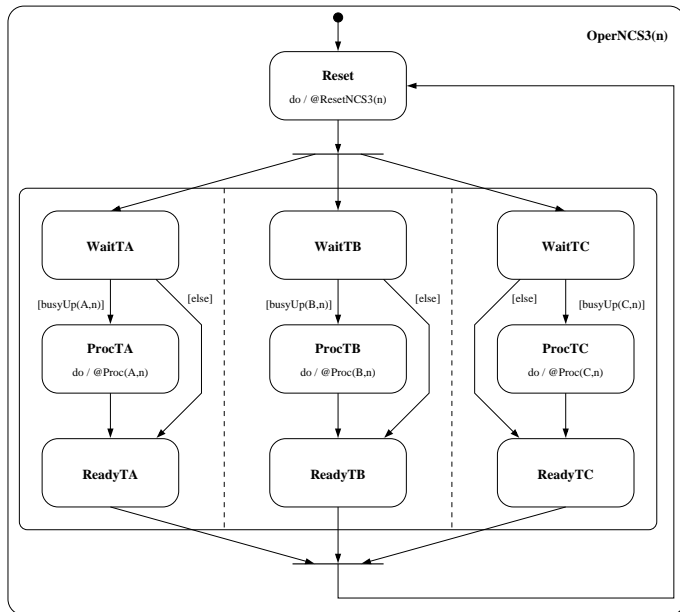 OperNCS3(n)
Reset
do / @ResetNCS3(n)
WaitTA
WaitTB
WaitTC
[busyUp(A,n)]
[else]
[busyUp(B,n)]
[else]
[else]
[busyUp(C,n)]
ProcTA
do / @Proc(A,n)
ProcTB
do / @Proc(B,n)
ProcTC
do / @Proc(C,n)
ReadyTA
ReadyTB
ReadyTC